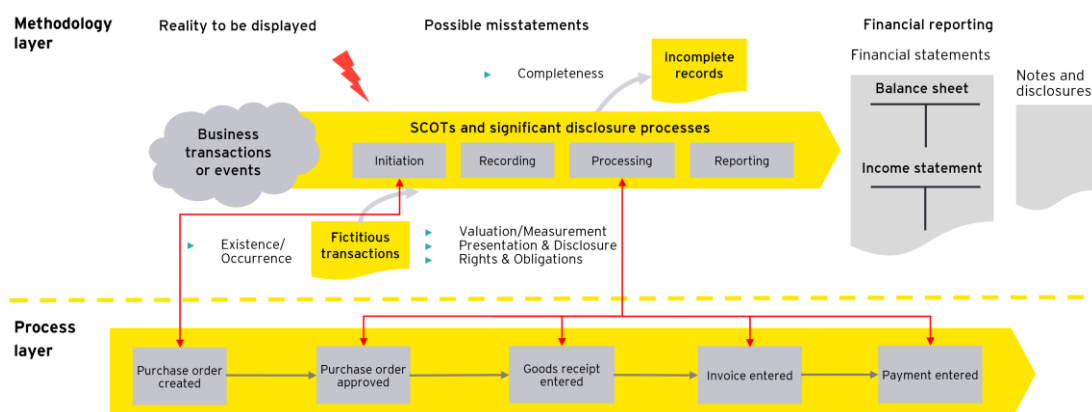 Methodology
layer
Reality to be displayed
Possible misstatements
Financial reporting
Financial statements
Completeness
Incomplete
records
Balance sheet
Notes and
disclosures
Business
transactions
or events
SCOTs and significant disclosure processes
Initiation
Recording
Processing
Reporting
Income statement
Existence/
Occurrence
Fictitious
transactions
Valuation/Measurement
Presentation & Disclosure
Rights & Obligations
Process
layer
Purchase order
created
Purchase order
approved
Goods receipt
entered
Invoice entered
Payment entered